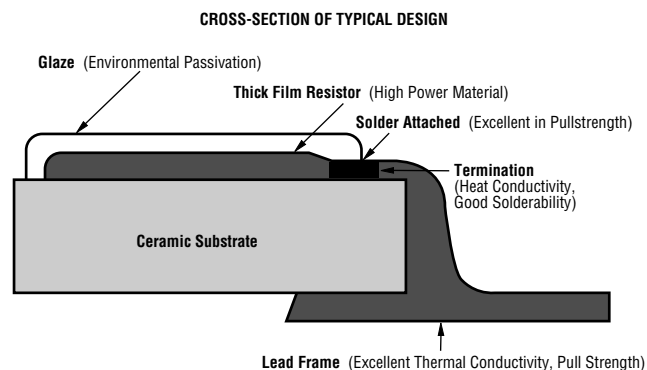 CROSS-SECTION OF TYPICAL DESIGN
Glaze (Environmental Passivation)
Thick Film Resistor (High Power Material)
Solder Attached (Excellent in Pullstrength)
Termination
(Heat Conductivity,
Good Solderability)
Ceramic Substrate
Lead Frame (Excellent Thermal Conductivity, Pull Strength)